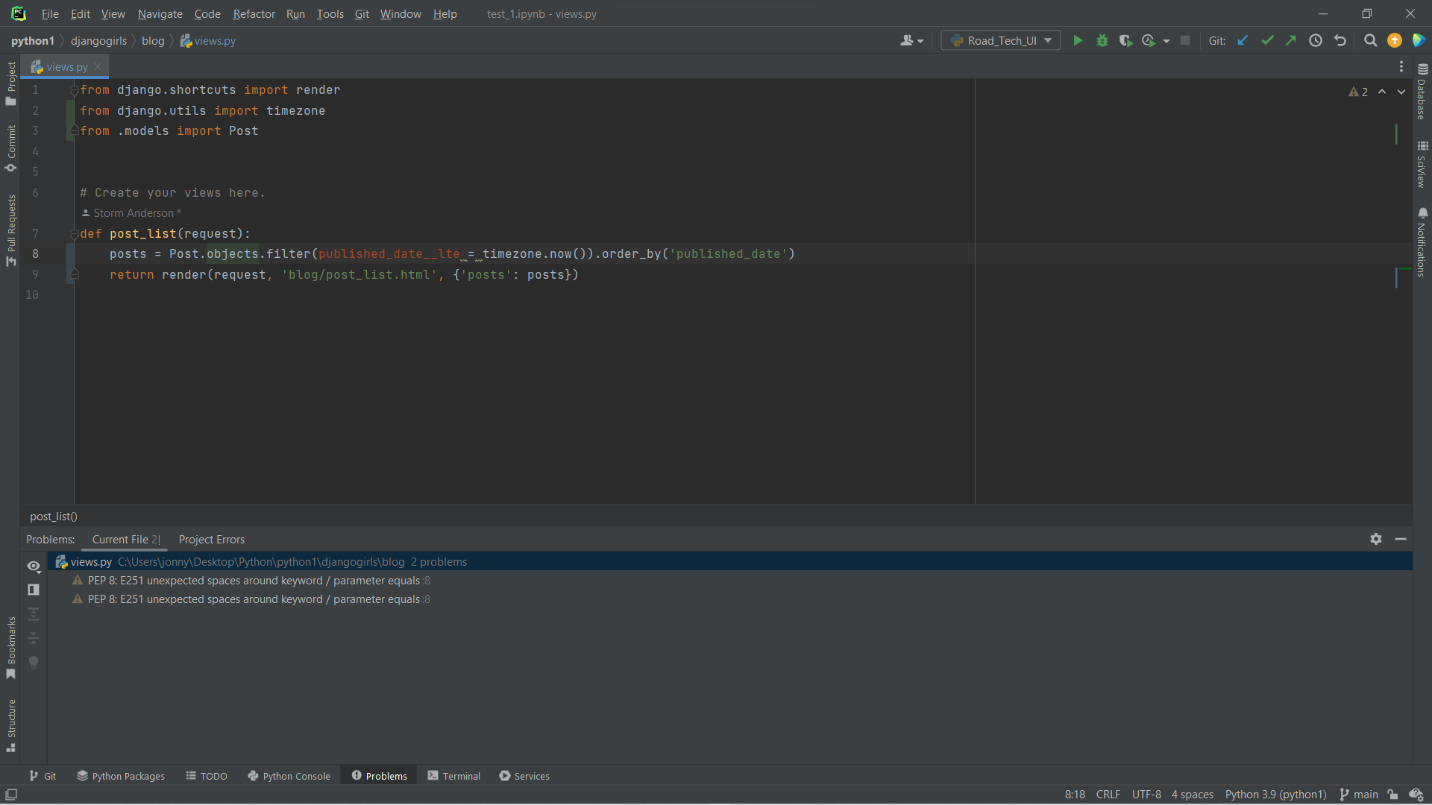 File Edit View Navigate Code Refactor Run Tools Git Window Help test_1.ipynb - views.py
python1 djangogirls blog views.py Road_Tech_UI Git:
views.py
Project
Commit
Pull Requests
Bookmarks
Structure
1 from django.shortcuts import render
2 from django.utils import timezone
3 from .models import Post
4
5
6 # Create your views here.
Storm Anderson *
7 def post_list(request):
8 posts = Post.objects.filter(published_date__lte = timezone.now()).order_by('published_date')
9 return render(request, 'blog/post_list.html', {'posts': posts})
10
2
Database
SciView
Notifications
post_list()
Problems: Current File 2 Project Errors
views.py C:\Users\jonny\Desktop\Python\python1\djangogirls\blog 2 problems
PEP 8: E251 unexpected spaces around keyword / parameter equals :8
PEP 8: E251 unexpected spaces around keyword / parameter equals :8
Git Python Packages TODO Python Console Problems Terminal Services
8:18 CRLF UTF-8 4 spaces Python 3.9 (python1) main